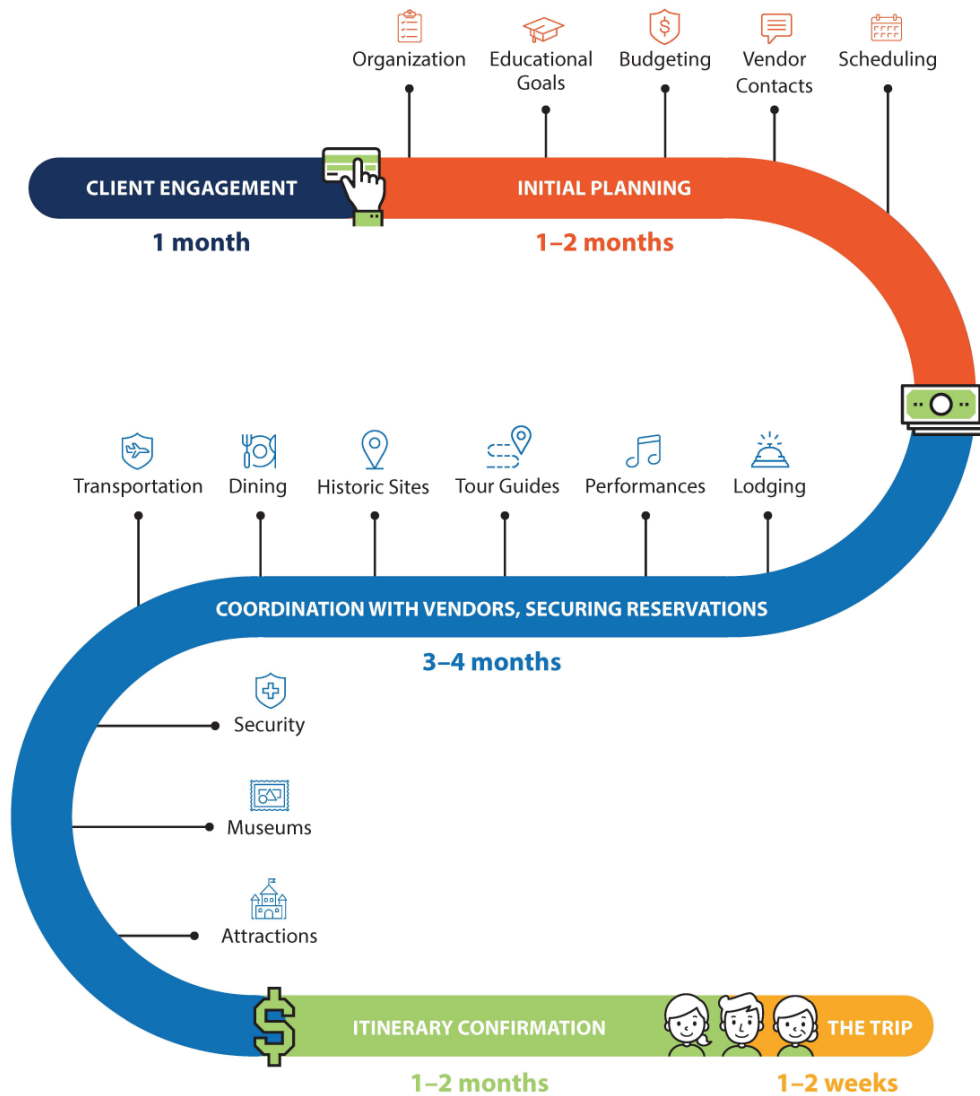 Organization
Educational
Goals
Budgeting
Vendor
Contacts
Scheduling
CLIENT ENGAGEMENT
INITIAL PLANNING
1 month
1–2 months
Transportation
Dining
Historic Sites
Tour Guides
Performances
Lodging
COORDINATION WITH VENDORS, SECURING RESERVATIONS
3–4 months
Security
Museums
Attractions
$
ITINERARY CONFIRMATION
THE TRIP
1–2 months
1–2 weeks